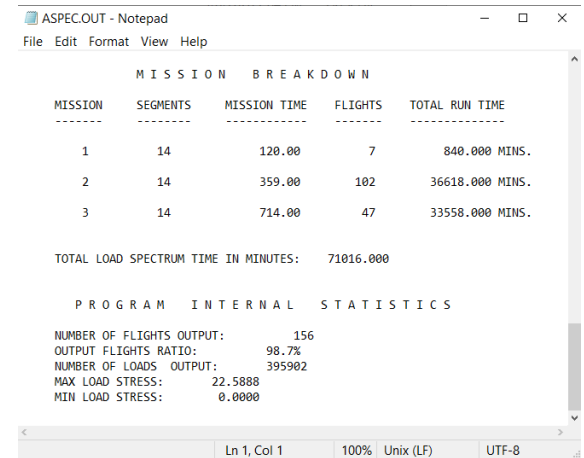 ASPEC.OUT - Notepad
File Edit Format View Help
M I S S I O N   B R E A K D O W N
MISSION SEGMENTS MISSION TIME FLIGHTS TOTAL RUN TIME
------- -------- ------------ ------- --------------
1 14 120.00 7 840.000 MINS.
2 14 359.00 102 36618.000 MINS.
3 14 714.00 47 33558.000 MINS.
TOTAL LOAD SPECTRUM TIME IN MINUTES: 71016.000
P R O G R A M   I N T E R N A L   S T A T I S T I C S
NUMBER OF FLIGHTS OUTPUT: 156
OUTPUT FLIGHTS RATIO: 98.7%
NUMBER OF LOADS OUTPUT: 395902
MAX LOAD STRESS: 22.5888
MIN LOAD STRESS: 0.0000
Ln 1, Col 1 100% Unix (LF) UTF-8